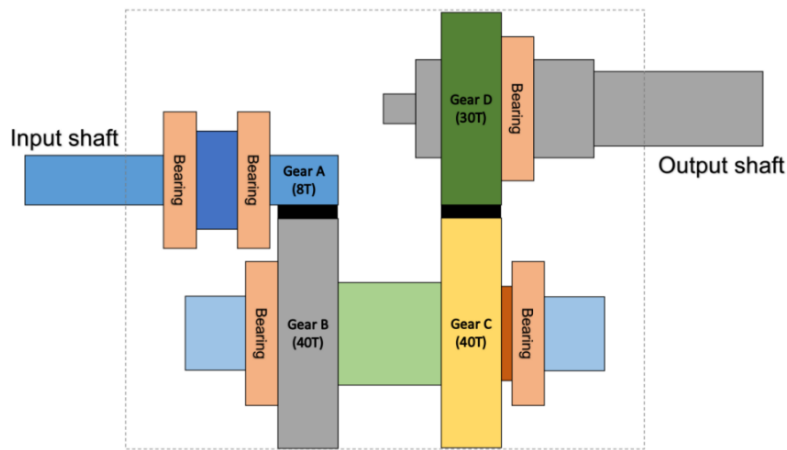 Input shaft
Bearing
Bearing
Gear A
(8T)
Gear D
(30T)
Bearing
Output shaft
Bearing
Gear B
(40T)
Gear C
(40T)
Bearing